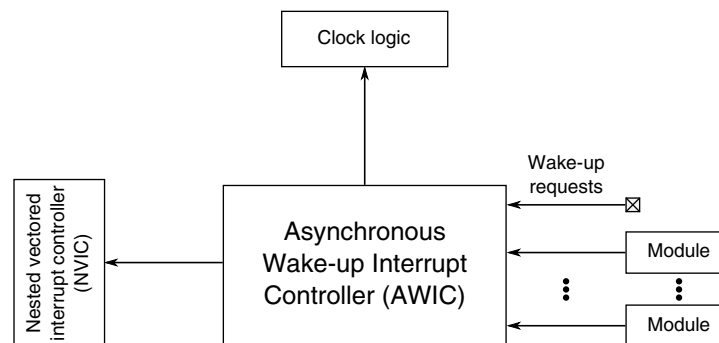 Clock logic
Nested vectored
interrupt controller
(NVIC)
Asynchronous
Wake-up Interrupt
Controller (AWIC)
Wake-up
requests
Module
Module